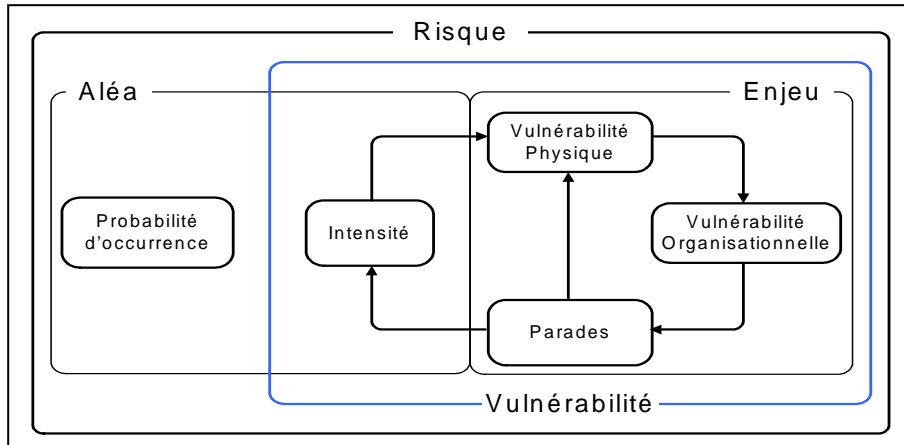 Risque
Aléa
Enjeu
Vulnérabilité
Physique
Probabilité
d'occurrence
Intensité
Vulnérabilité
Organisationnelle
Parades
Vulnérabilité